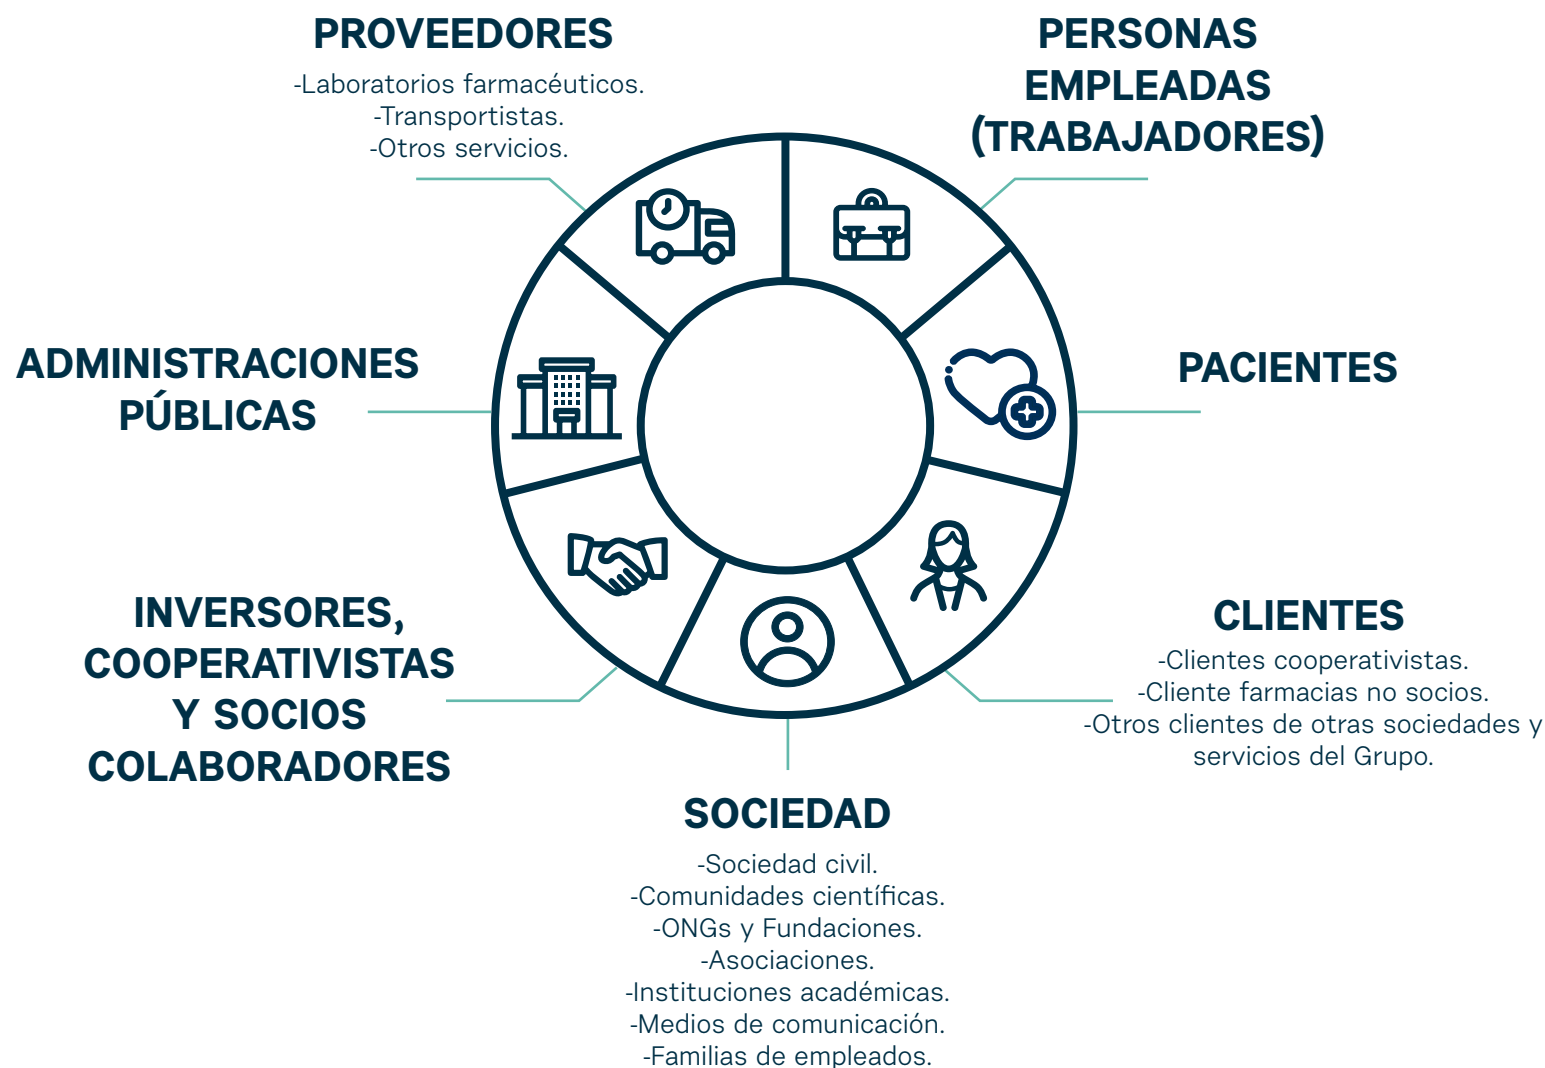 PROVEEDORES
-Laboratorios farmacéuticos.
-Transportistas.
-Otros servicios.
PERSONAS
EMPLEADAS
(TRABAJADORES)
ADMINISTRACIONES
PÚBLICAS
PACIENTES
INVERSORES,
COOPERATIVISTAS
Y SOCIOS
COLABORADORES
CLIENTES
-Clientes cooperativistas.
-Cliente farmacias no socios.
-Otros clientes de otras sociedades y
servicios del Grupo.
SOCIEDAD
-Sociedad civil.
-Comunidades científicas.
-ONGs y Fundaciones.
-Asociaciones.
-Instituciones académicas.
-Medios de comunicación.
-Familias de empleados.